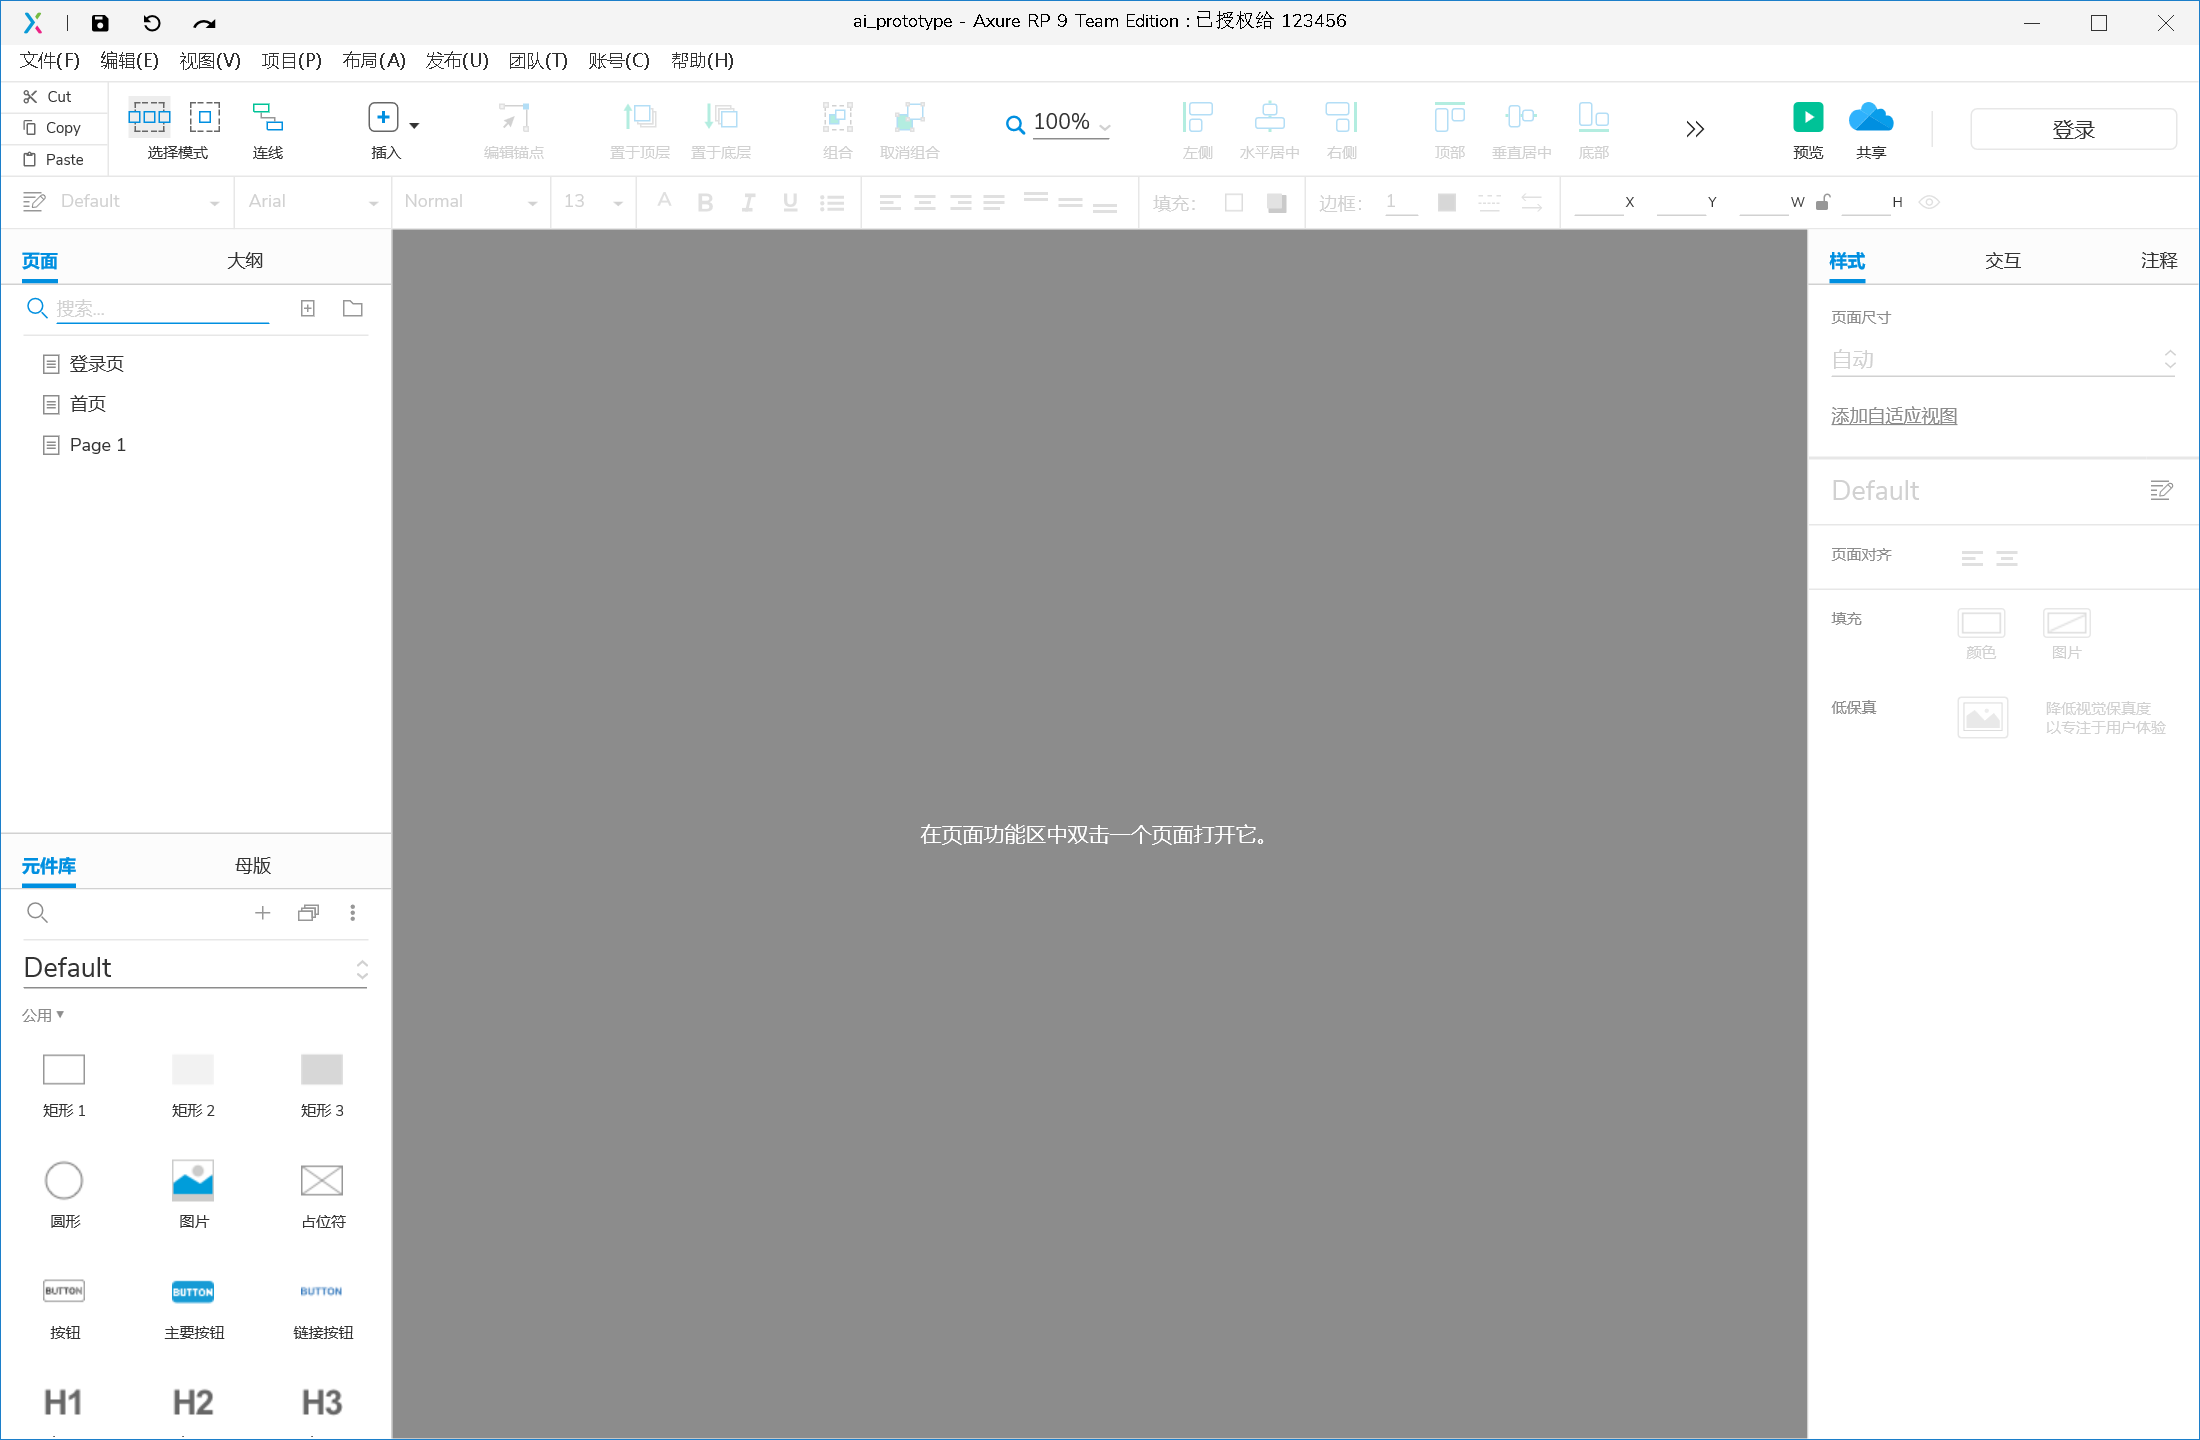 ai_prototype - Axure RP 9 Team Edition : 已授权给 123456
文件(F) 编辑(E) 视图(V) 项目(P) 布局(A) 发布(U) 团队(T) 账号(C) 帮助(H)
Cut
Copy
Paste
选择模式 连线 插入 编辑锚点 置于顶层 置于底层 组合 取消组合 100% 左侧 水平居中 右侧 顶部 垂直居中 底部 预览 共享 登录
Default Arial Normal 13 填充: 边框: 1 X Y W H
页面 大纲
搜索...
登录页
首页
Page 1
在页面功能区中双击一个页面打开它。
元件库 母版
Default
公用
矩形 1 矩形 2 矩形 3
圆形 图片 占位符
BUTTON BUTTON BUTTON
按钮 主要按钮 链接按钮
H1 H2 H3
样式 交互 注释
页面尺寸
自动
添加自适应视图
Default
页面对齐
填充
颜色 图片
低保真
降低视觉保真度
以专注于用户体验